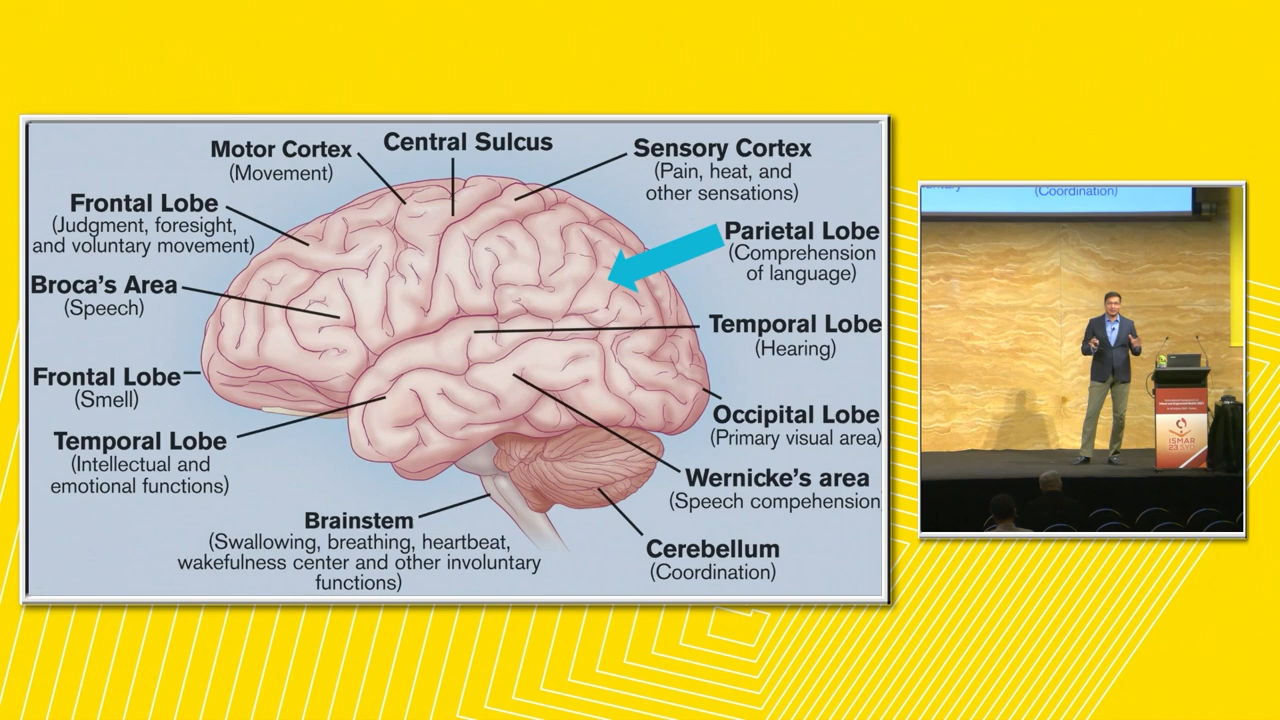 Motor Cortex
(Movement)
Central Sulcus
Sensory Cortex
(Pain, heat, and
other sensations)
Frontal Lobe
(Judgment, foresight,
and voluntary movement)
Parietal Lobe
(Comprehension
of language)
Broca's Area
(Speech)
Temporal Lobe
(Hearing)
Frontal Lobe
(Smell)
Occipital Lobe
(Primary visual area)
Temporal Lobe
(Intellectual and
emotional functions)
Wernicke's area
(Speech compehension
Brainstem
(Swallowing, breathing, heartbeat,
wakefulness center and other involuntary
functions)
Cerebellum
(Coordination)
(Coordination)
ISMAR
23 SYD